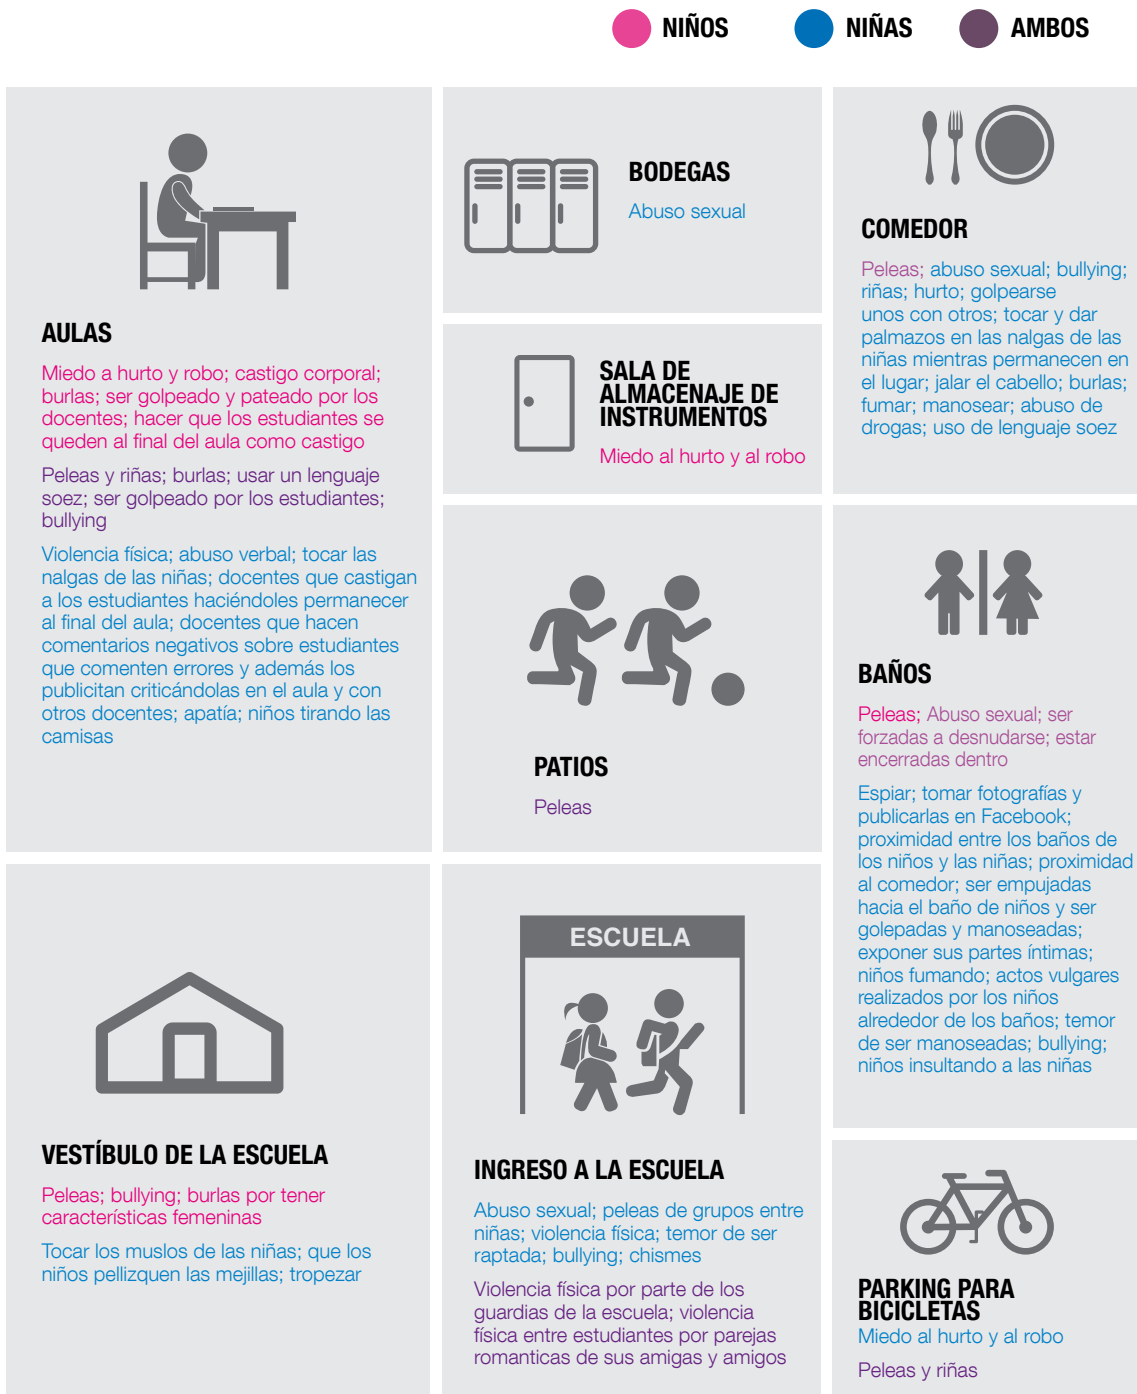 NIÑOS
NIÑAS
AMBOS
AULAS
Miedo a hurto y robo; castigo corporal;
burlas; ser golpeado y pateado por los
docentes; hacer que los estudiantes se
queden al final del aula como castigo
Peleas y riñas; burlas; usar un lenguaje
soez; ser golpeado por los estudiantes;
bullying
Violencia física; abuso verbal; tocar las
nalgas de las niñas; docentes que castigan
a los estudiantes haciéndoles permanecer
al final del aula; docentes que hacen
comentarios negativos sobre estudiantes
que comenten errores y además los
publicitan criticándolas en el aula y con
otros docentes; apatía; niños tirando las
camisas
BODEGAS
Abuso sexual
SALA DE
ALMACENAJE DE
INSTRUMENTOS
Miedo al hurto y al robo
COMEDOR
Peleas; abuso sexual; bullying;
riñas; hurto; golpearse
unos con otros; tocar y dar
palmazos en las nalgas de las
niñas mientras permanecen en
el lugar; jalar el cabello; burlas;
fumar; manosear; abuso de
drogas; uso de lenguaje soez
PATIOS
Peleas
BAÑOS
Peleas; Abuso sexual; ser
forzadas a desnudarse; estar
encerradas dentro
Espiar; tomar fotografías y
publicarlas en Facebook;
proximidad entre los baños de
los niños y las niñas; proximidad
al comedor; ser empujadas
hacia el baño de niños y ser
golepadas y manoseadas;
exponer sus partes íntimas;
niños fumando; actos vulgares
realizados por los niños
alrededor de los baños; temor
de ser manoseadas; bullying;
niños insultando a las niñas
VESTÍBULO DE LA ESCUELA
Peleas; bullying; burlas por tener
características femeninas
Tocar los muslos de las niñas; que los
niños pellizquen las mejillas; tropezar
ESCUELA
INGRESO A LA ESCUELA
Abuso sexual; peleas de grupos entre
niñas; violencia física; temor de ser
raptada; bullying; chismes
Violencia física por parte de los
guardias de la escuela; violencia
física entre estudiantes por parejas
romanticas de sus amigas y amigos
PARKING PARA
BICICLETAS
Miedo al hurto y al robo
Peleas y riñas